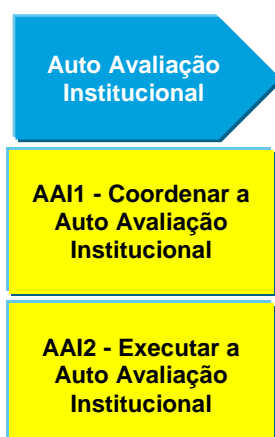 Auto Avaliação
Institucional
AAI1 - Coordenar a
Auto Avaliação
Institucional
AAI2 - Executar a
Auto Avaliação
Institucional